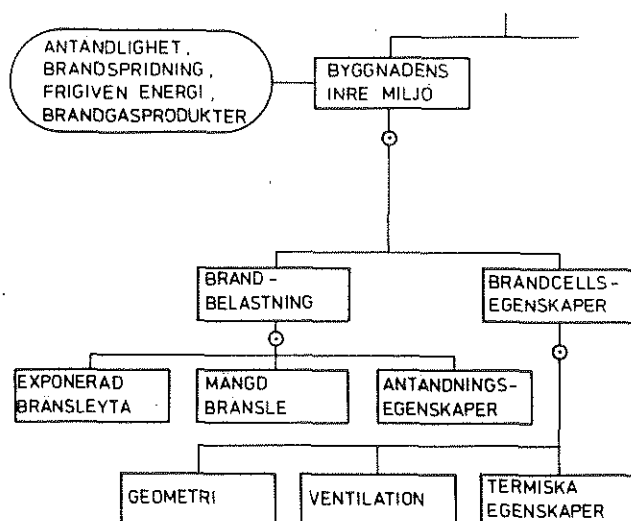 ANTÄNDLIGHET,
BRANDSPRIDNING,
FRIGIVEN ENERGI,
BRANDGASPRODUKTER
BYGGNADENS
INRE MILJÖ
BRAND-
BELASTNING
BRANDCELLS-
EGENSKAPER
EXPONERAD
BRÄNSLEYTA
MÄNGD
BRÄNSLE
ANTÄNDNINGS-
EGENSKAPER
GEOMETRI
VENTILATION
TERMISKA
EGENSKAPER